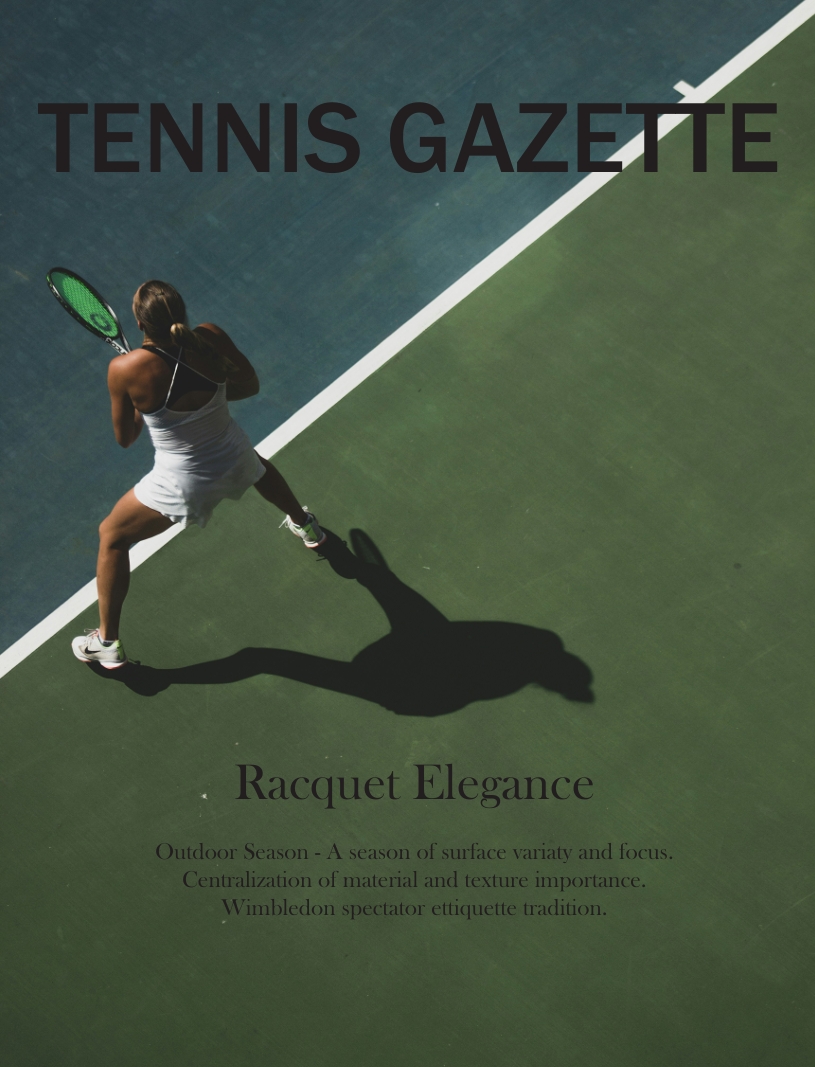 TENNIS GAZETTE
Racquet Elegance
Outdoor Season - A season of surface variaty and focus.
Centralization of material and texture importance.
Wimbledon spectator ettiquette tradition.